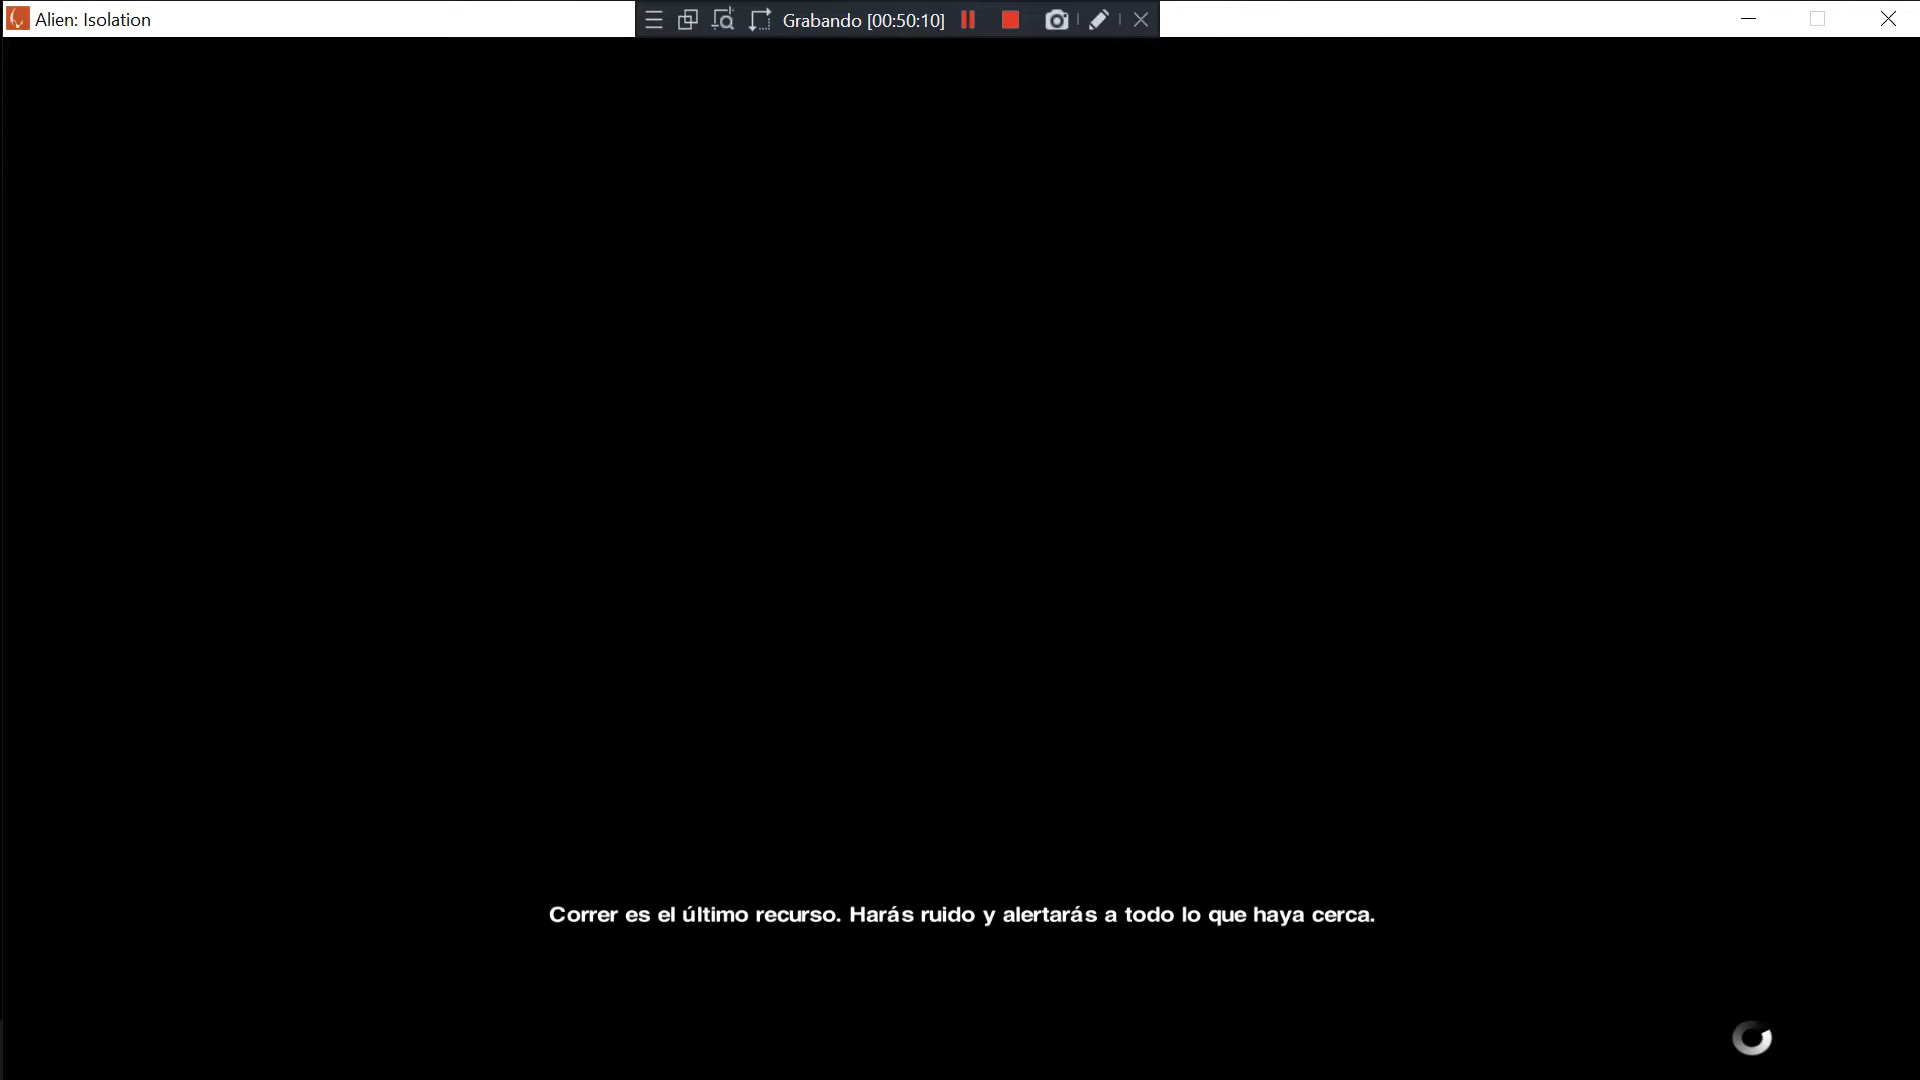 Alien: Isolation
Grabando [00:50:10]
Correr es el último recurso. Harás ruido y alertarás a todo lo que haya cerca.